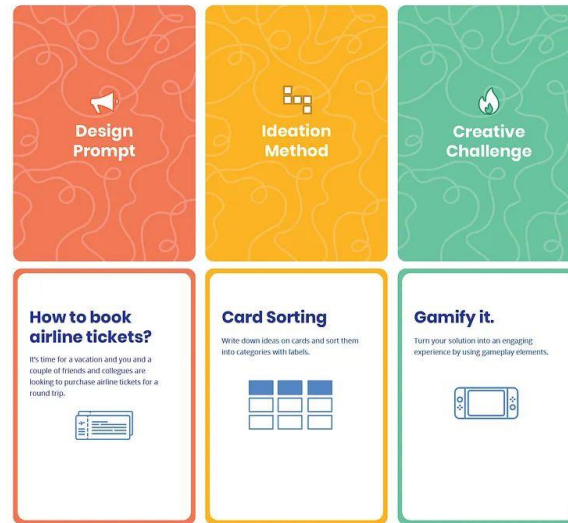 Design
Prompt
Ideation
Method
Creative
Challenge
How to book
airline tickets?
It's time for a vacation and you and a
couple of friends and collegues are
looking to purchase airline tickets for a
round trip.
Card Sorting
Write down ideas on cards and sort them
into categories with labels.
Gamify it.
Turn your solution into an engaging
experience by using gameplay elements.